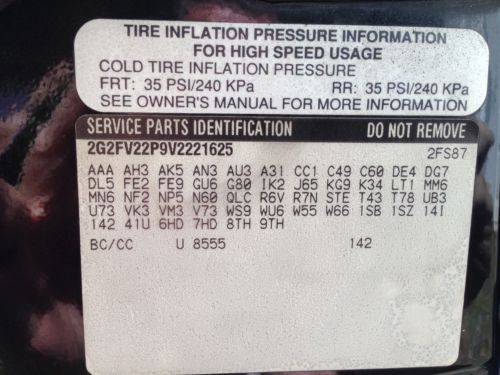 TIRE INFLATION PRESSURE INFORMATION
FOR HIGH SPEED USAGE
COLD TIRE INFLATION PRESSURE
FRT: 35 PSI/240 KPa RR: 35 PSI/240 KPa
SEE OWNER'S MANUAL FOR MORE INFORMATION
SERVICE PARTS IDENTIFICATION DO NOT REMOVE
2G2FV22P9V2221625 2FS87
AAA AH3 AK5 AN3 AU3 A31 CC1 C49 C60 DE4 DG7
DL5 FE2 FE9 GU6 G80 IK2 J65 KG9 K34 LT1 MM6
MN6 NF2 NP5 N60 QLC R6V R7N STE T43 T78 UB3
U73 VK3 VM3 V73 WS9 WU6 W55 W66 1SB 1SZ 14I
142 41U 6HD 7HD 8TH 9TH
BC/CC U 8555 142